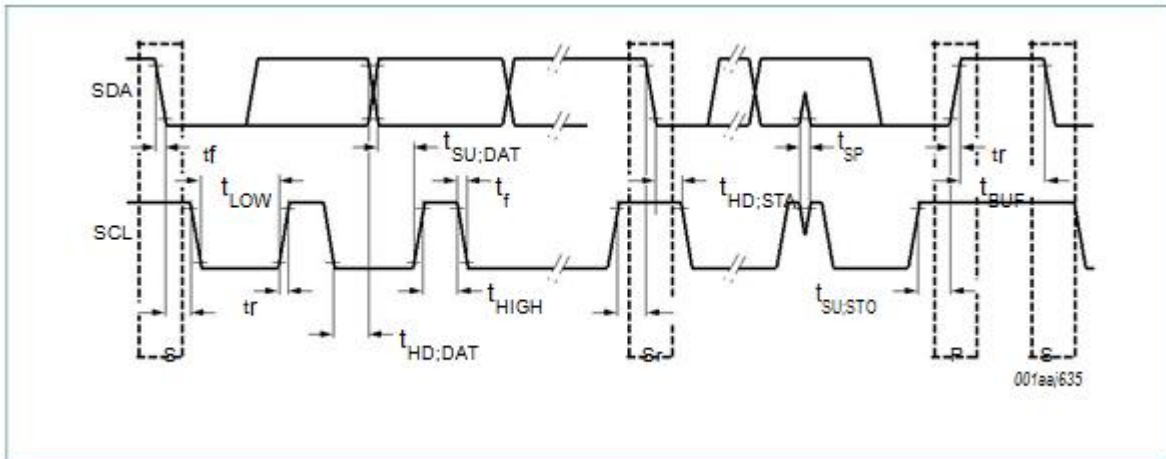 SDA
tf
tSU;DAT
tSP
tr
tLOW
tf
tHD;STA
tBUF
SCL
tr
tHIGH
tSU;STO
tHD;DAT
S
Sr
P
S
001aaj635